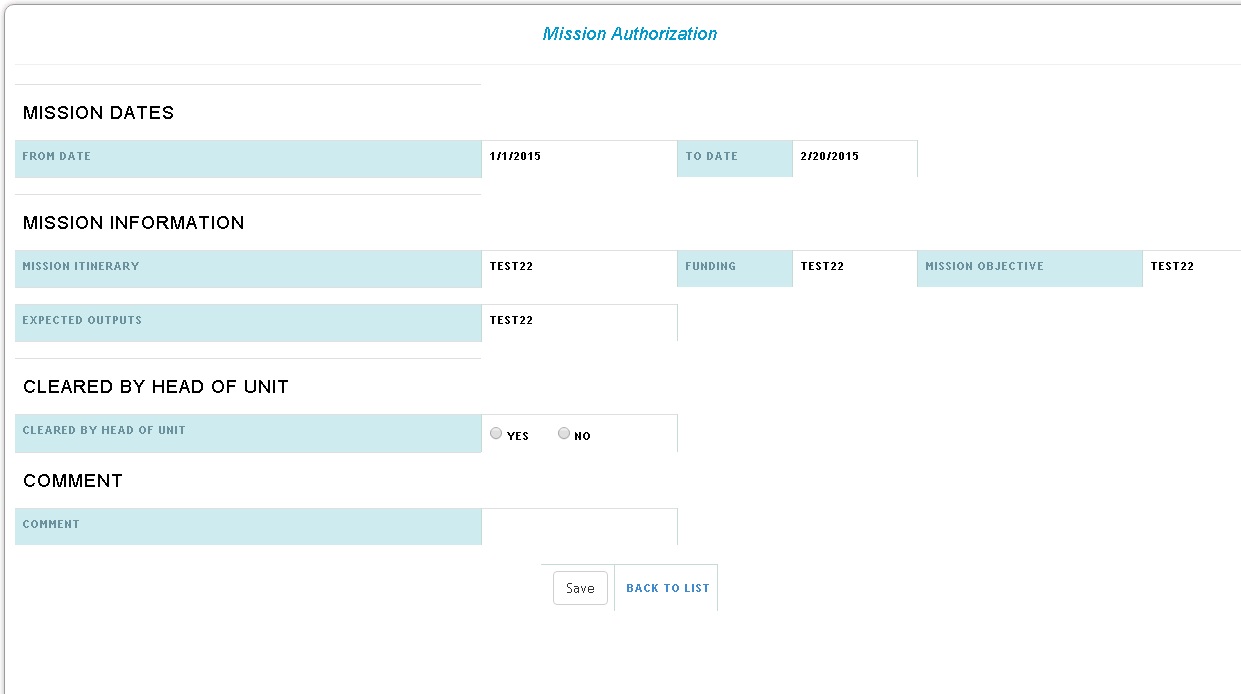 Mission Authorization
MISSION DATES
FROM DATE 1/1/2015 TO DATE 2/20/2015
MISSION INFORMATION
MISSION ITINERARY TEST22 FUNDING TEST22 MISSION OBJECTIVE TEST22
EXPECTED OUTPUTS TEST22
CLEARED BY HEAD OF UNIT
CLEARED BY HEAD OF UNIT YES NO
COMMENT
COMMENT
Save BACK TO LIST